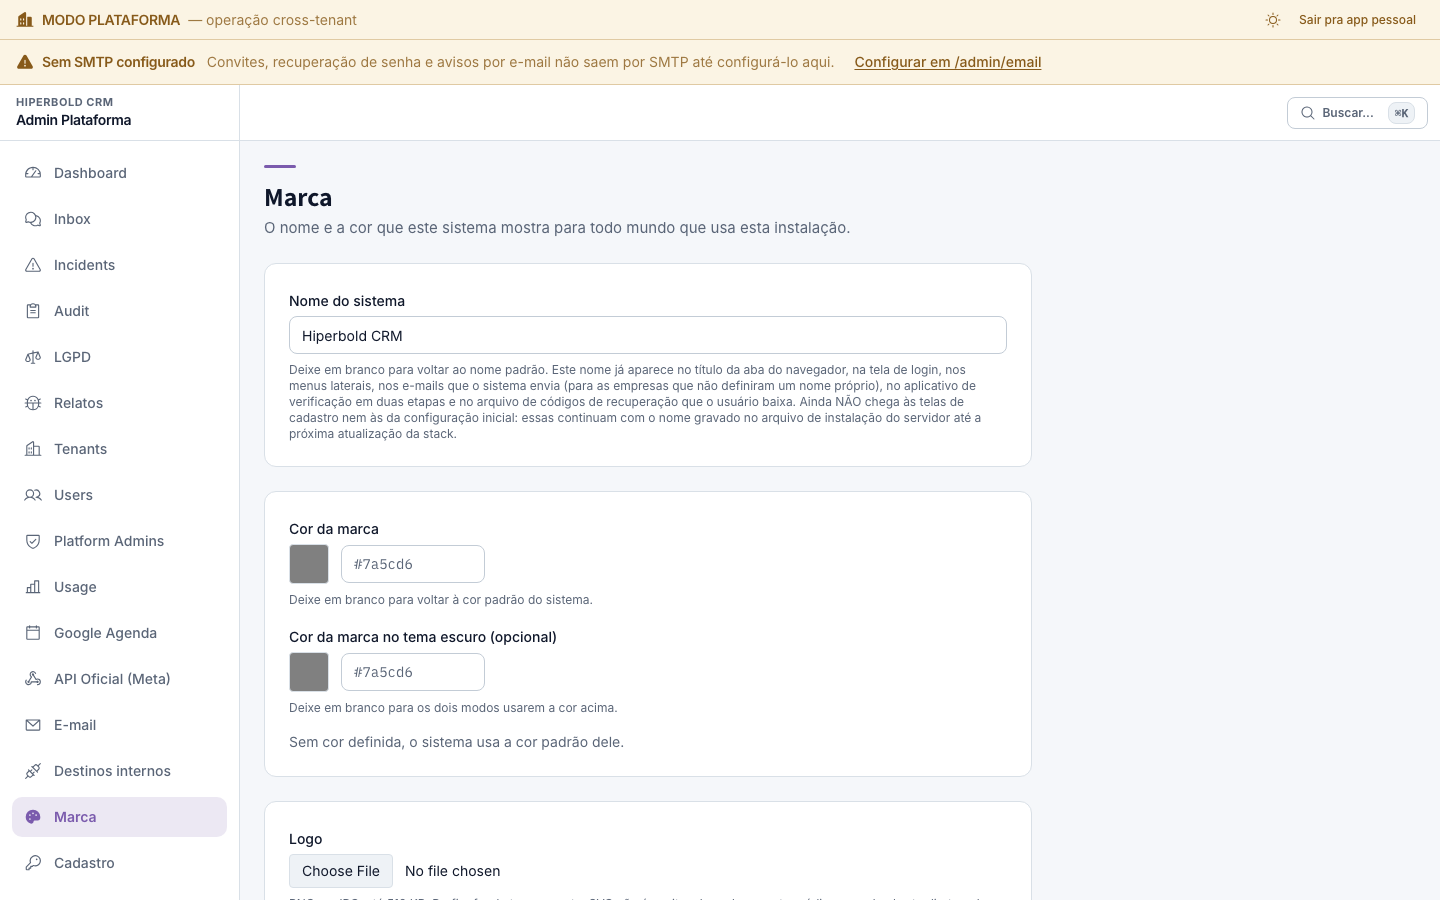 MODO PLATAFORMA — operação cross-tenant
Sair pra app pessoal
Sem SMTP configurado Convites, recuperação de senha e avisos por e-mail não saem por SMTP até configurá-lo aqui. Configurar em /admin/email
HIPERBOLD CRM
Admin Plataforma
Buscar... ⌘K
Dashboard
Inbox
Incidents
Audit
LGPD
Relatos
Tenants
Users
Platform Admins
Usage
Google Agenda
API Oficial (Meta)
E-mail
Destinos internos
Marca
Cadastro
Marca
O nome e a cor que este sistema mostra para todo mundo que usa esta instalação.
Nome do sistema
Hiperbold CRM
Deixe em branco para voltar ao nome padrão. Este nome já aparece no título da aba do navegador, na tela de login, nos
menus laterais, nos e-mails que o sistema envia (para as empresas que não definiram um nome próprio), no aplicativo de
verificação em duas etapas e no arquivo de códigos de recuperação que o usuário baixa. Ainda NÃO chega às telas de
cadastro nem às da configuração inicial: essas continuam com o nome gravado no arquivo de instalação do servidor até a
próxima atualização da stack.
Cor da marca
#7a5cd6
Deixe em branco para voltar à cor padrão do sistema.
Cor da marca no tema escuro (opcional)
#7a5cd6
Deixe em branco para os dois modos usarem a cor acima.
Sem cor definida, o sistema usa a cor padrão dele.
Logo
Choose File No file chosen